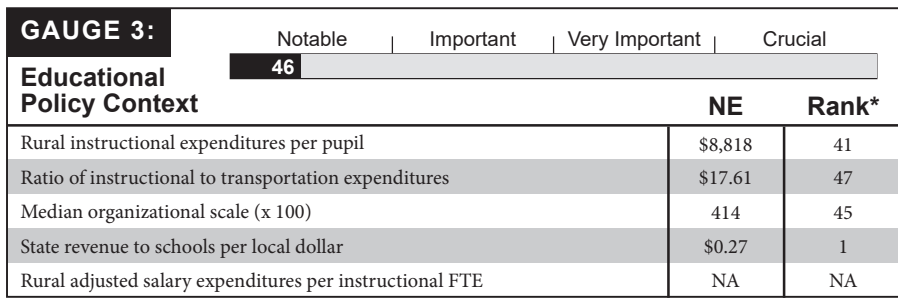 GAUGE 3:
Notable Important Very Important Crucial
46
Educational
Policy Context
NE Rank*
Rural instructional expenditures per pupil $8,818 41
Ratio of instructional to transportation expenditures $17.61 47
Median organizational scale (x 100) 414 45
State revenue to schools per local dollar $0.27 1
Rural adjusted salary expenditures per instructional FTE NA NA